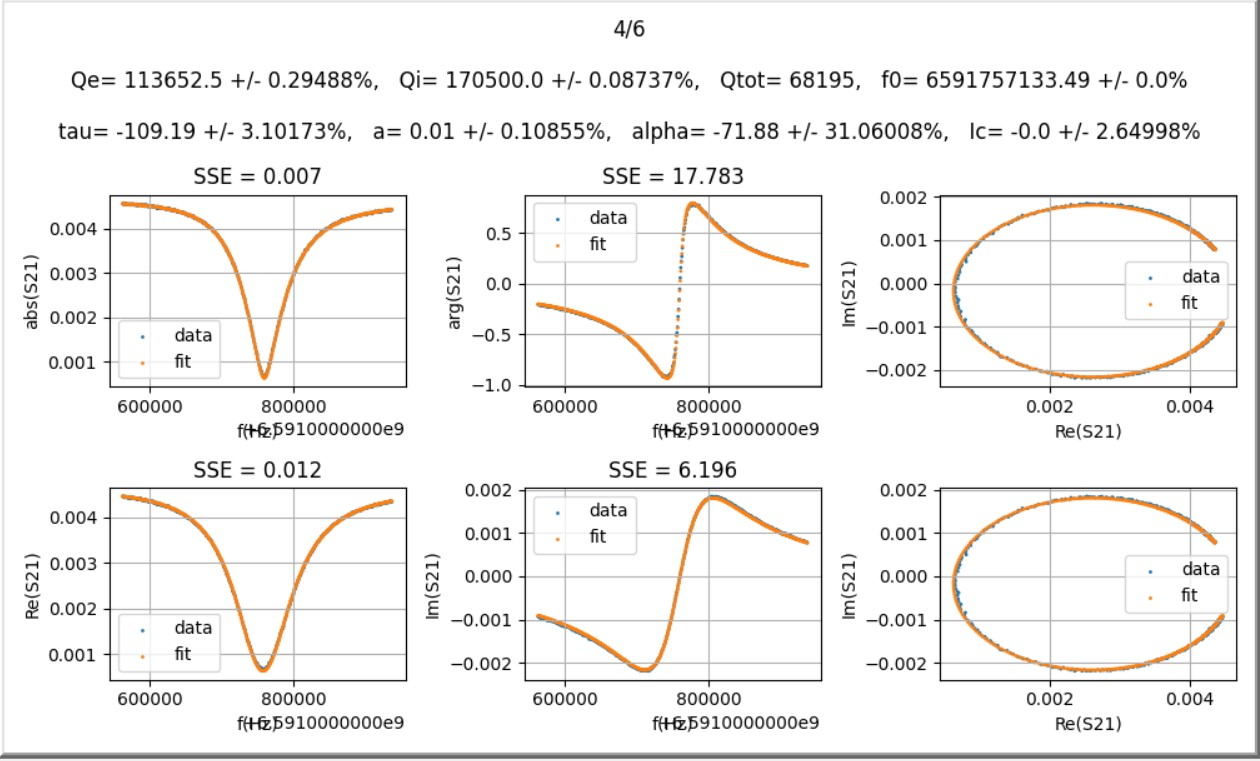 4/6
Qe= 113652.5 +/- 0.29488%, Qi= 170500.0 +/- 0.08737%, Qtot= 68195, f0= 6591757133.49 +/- 0.0%
tau= -109.19 +/- 3.10173%, a= 0.01 +/- 0.10855%, alpha= -71.88 +/- 31.06008%, Ic= -0.0 +/- 2.64998%
SSE = 0.007
abs(S21)
0.004
0.003
0.002
0.001
data
fit
600000 800000
f(Hz)
+6.5910000000e9
SSE = 17.783
arg(S21)
0.5
0.0
−0.5
−1.0
data
fit
600000 800000
f(Hz)
+6.5910000000e9
Im(S21)
0.002
0.001
0.000
−0.001
−0.002
data
fit
0.002 0.004
Re(S21)
SSE = 0.012
Re(S21)
0.004
0.003
0.002
0.001
data
fit
600000 800000
f(Hz)
+6.5910000000e9
SSE = 6.196
Im(S21)
0.002
0.001
0.000
−0.001
−0.002
data
fit
600000 800000
f(Hz)
+6.5910000000e9
Im(S21)
0.002
0.001
0.000
−0.001
−0.002
data
fit
0.002 0.004
Re(S21)